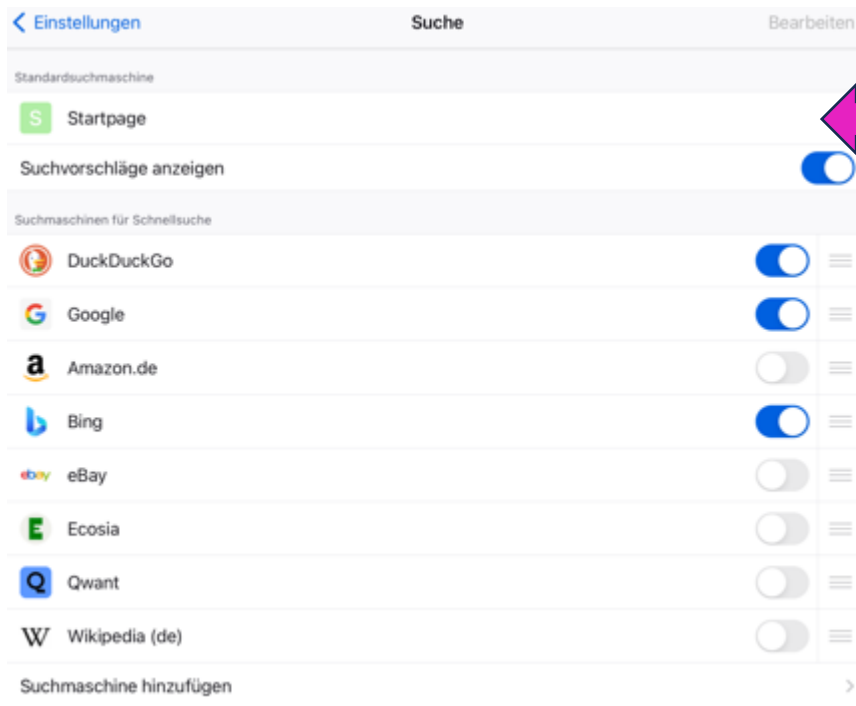 Einstellungen Suche Bearbeiten
Standardsuchmaschine
S Startpage
Suchvorschläge anzeigen
Suchmaschinen für Schnellsuche
DuckDuckGo
G Google
a Amazon.de
b Bing
ebay eBay
E Ecosia
Q Qwant
W Wikipedia (de)
Suchmaschine hinzufügen